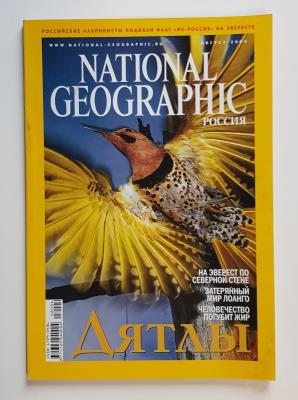 РОССИЙСКИЕ АЛЬПИНИСТЫ ПОДНЯЛИ ФЛАГ «NG-РОССИЯ» НА ЭВЕРЕСТЕ
WWW.NATIONAL-GEOGRAPHIC.RU
АВГУСТ 2004
NATIONAL
GEOGRAPHIC
РОССИЯ
НА ЭВЕРЕСТ ПО
СЕВЕРНОЙ СТЕНЕ
ЗАТЕРЯННЫЙ
МИР ЛОАНГО
ЧЕЛОВЕЧЕСТВО
ПОГУБИТ ЖИР
ДЯТЛЫ